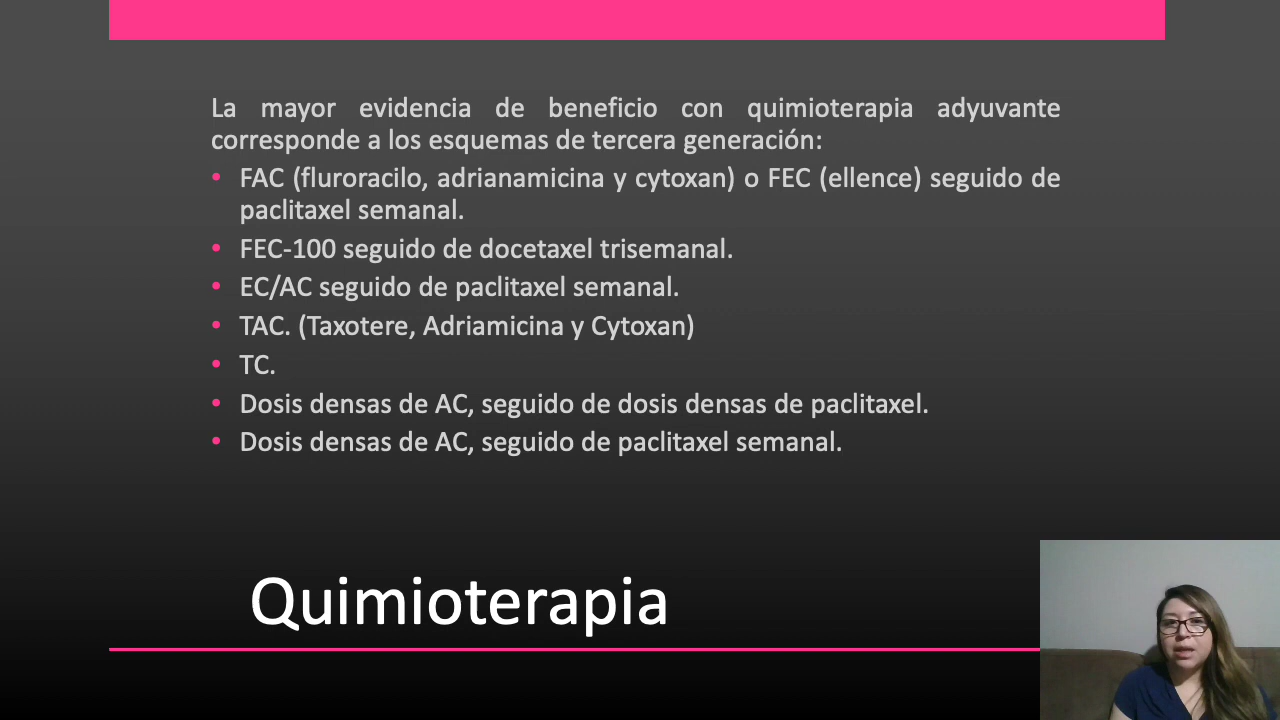 La mayor evidencia de beneficio con quimioterapia adyuvante
corresponde a los esquemas de tercera generación:
• FAC (fluroracilo, adrianamicina y cytoxan) o FEC (ellence) seguido de
paclitaxel semanal.
• FEC-100 seguido de docetaxel trisemanal.
• EC/AC seguido de paclitaxel semanal.
• TAC. (Taxotere, Adriamicina y Cytoxan)
• TC.
• Dosis densas de AC, seguido de dosis densas de paclitaxel.
• Dosis densas de AC, seguido de paclitaxel semanal.
Quimioterapia